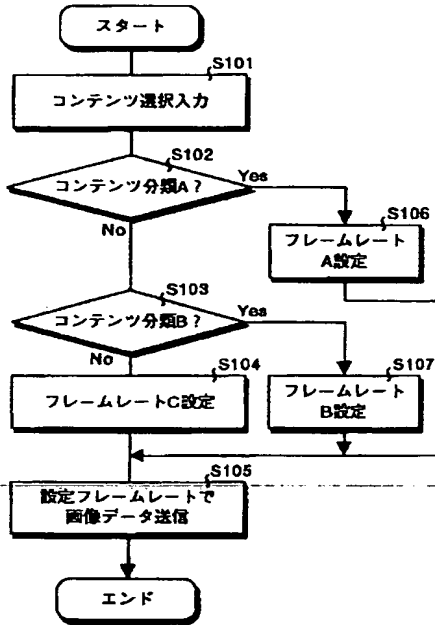 スタート
S101
コンテンツ選択入力
S102
コンテンツ分類A？
Yes
No
S106
フレームレート
A設定
S103
コンテンツ分類B？
Yes
No
S104
フレームレートC設定
S107
フレームレート
B設定
S105
設定フレームレートで
画像データ送信
エンド